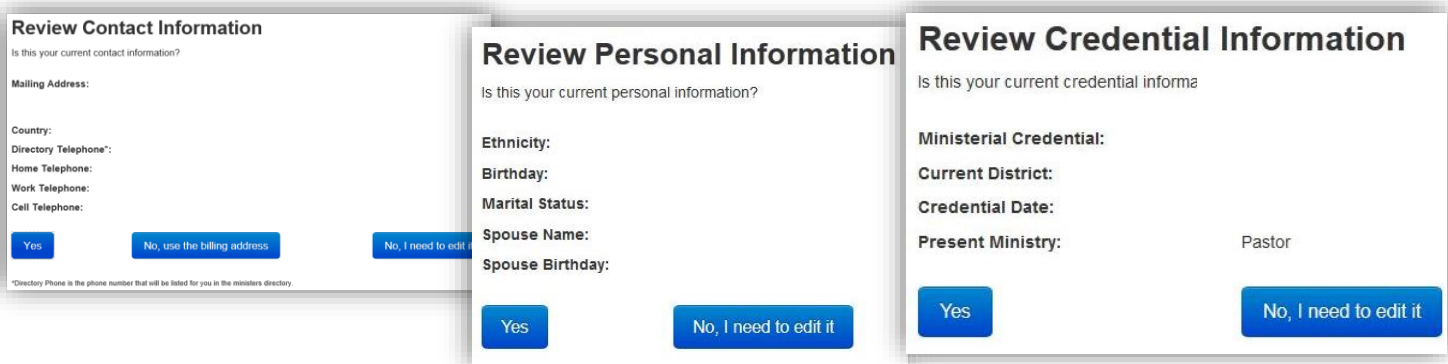 Review Contact Information
Is this your current contact information?
Mailing Address:
Country:
Directory Telephone*:
Home Telephone:
Work Telephone:
Cell Telephone:
Yes No, use the billing address No, I need to edit it
*Directory Phone is the phone number that will be listed for you in the ministers directory.
Review Personal Information
Is this your current personal information?
Ethnicity:
Birthday:
Marital Status:
Spouse Name:
Spouse Birthday:
Yes No, I need to edit it
Review Credential Information
Is this your current credential informa
Ministerial Credential:
Current District:
Credential Date:
Present Ministry: Pastor
Yes No, I need to edit it